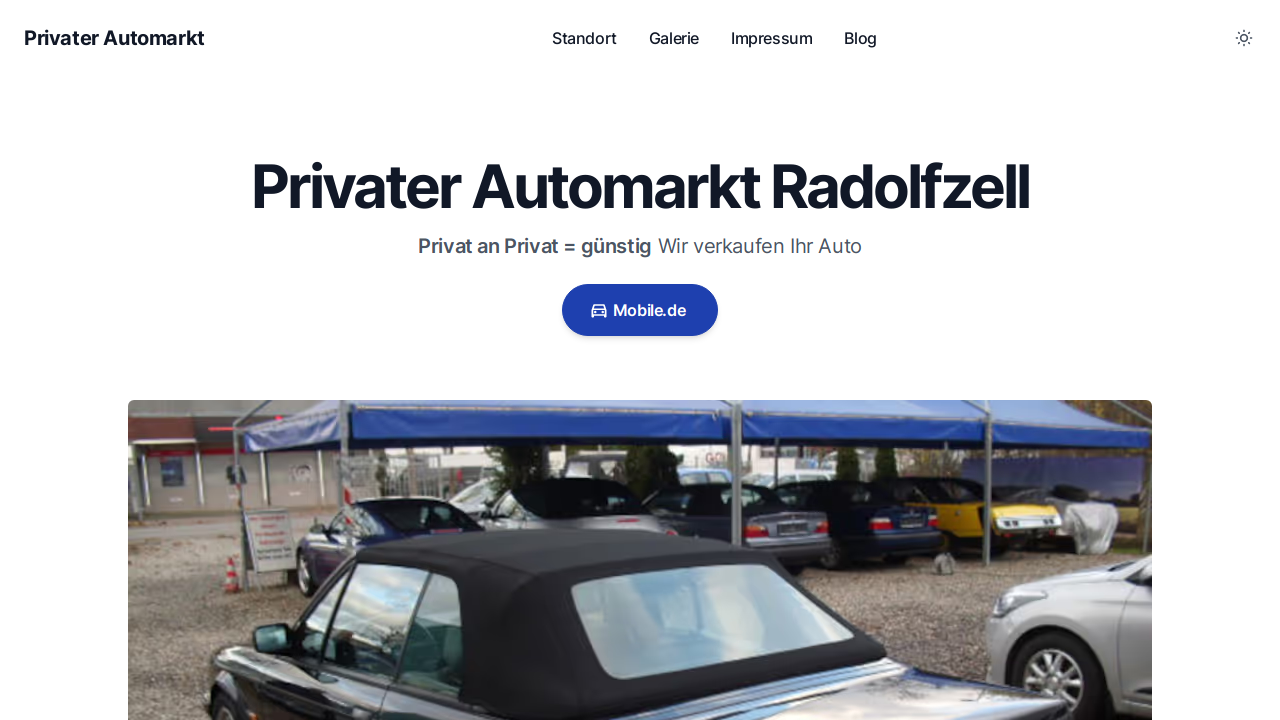 Privater Automarkt
Standort Galerie Impressum Blog
Privater Automarkt Radolfzell
Privat an Privat = günstig Wir verkaufen Ihr Auto
Mobile.de